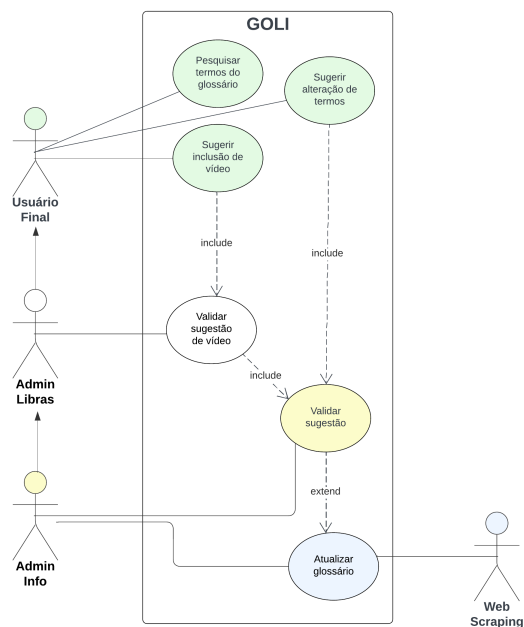 GOLI
Pesquisar
termos do
glossário
Sugerir
alteração de
termos
Sugerir
inclusão de
vídeo
Usuário
Final
include
include
Validar
sugestão
de vídeo
Admin
Libras
include
Validar
sugestão
extend
Admin
Info
Atualizar
glossário
Web
Scraping